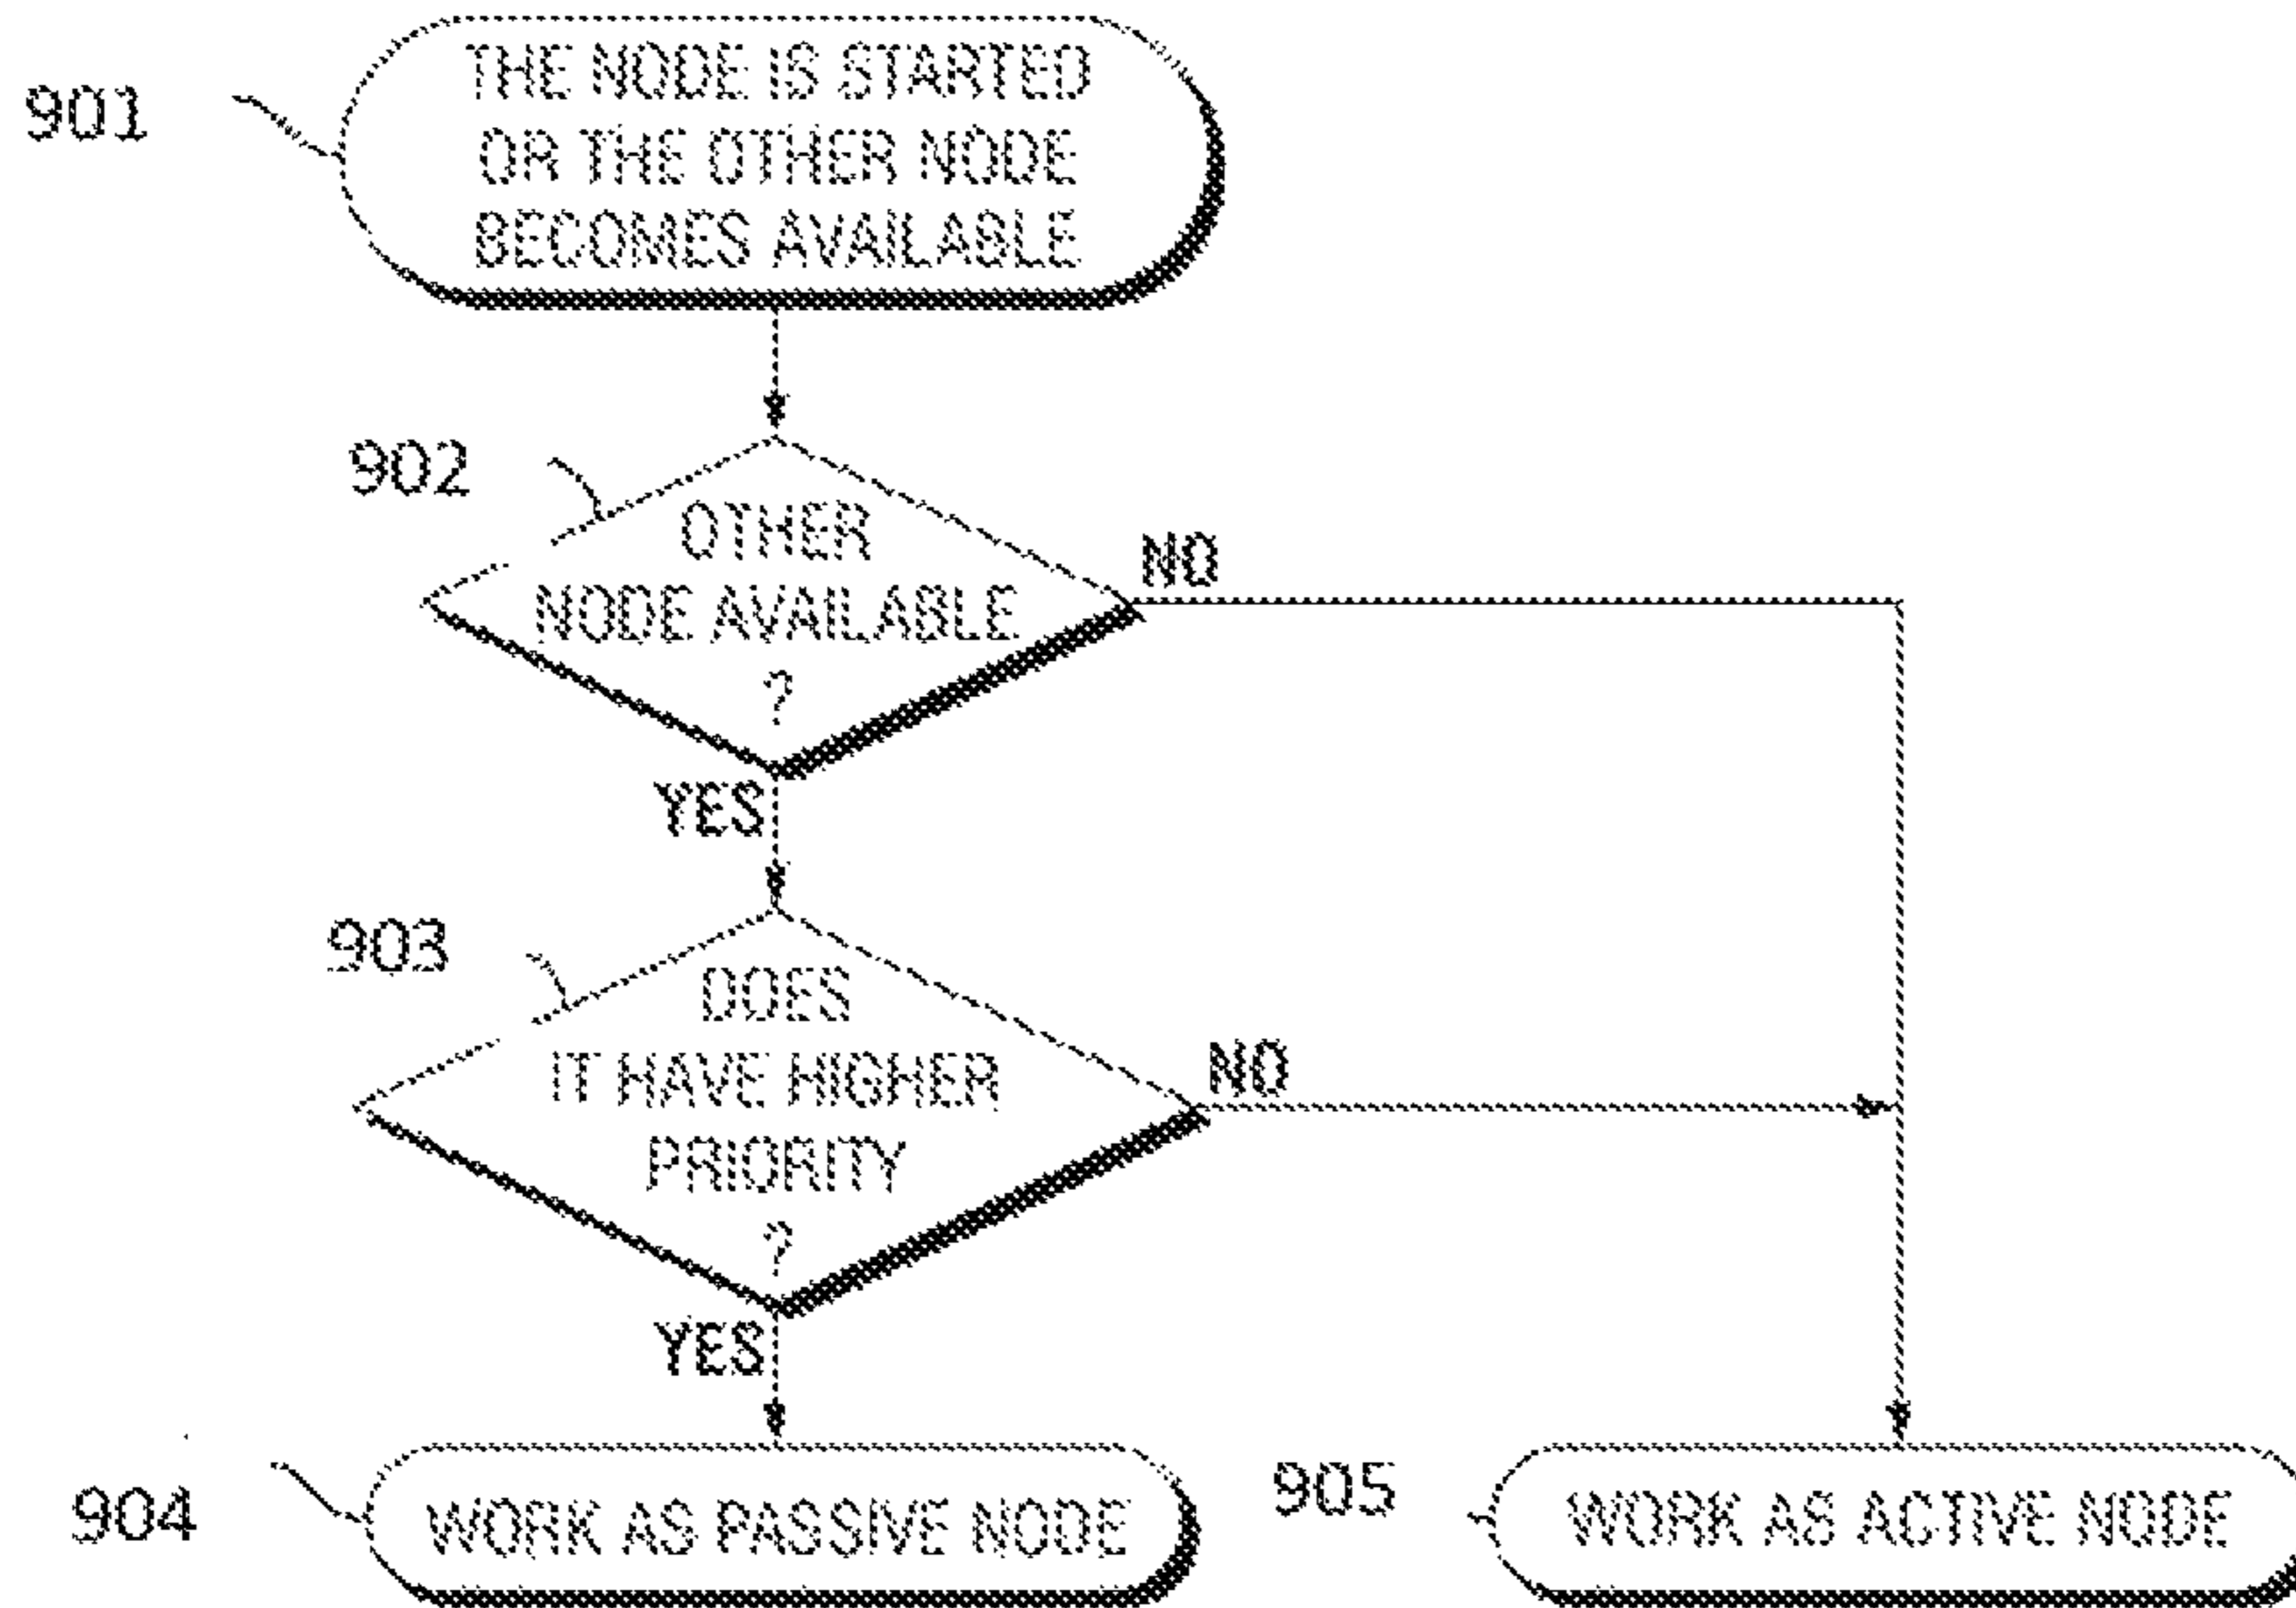 901
THE NODE IS STARTED
OR THE OTHER NODE
BECOMES AVAILABLE
902
OTHER
NODE AVAILABLE
?
NO
YES
903
DOES
IT HAVE HIGHER
PRIORITY
?
NO
YES
904
WORK AS PASSIVE NODE
905
WORK AS ACTIVE NODE